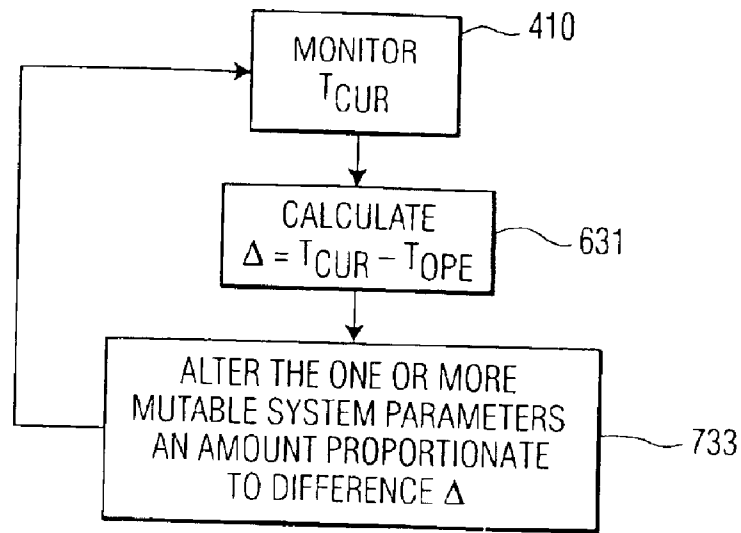 MONITOR
TCUR
410
CALCULATE
Δ = TCUR – TOPE
631
ALTER THE ONE OR MORE
MUTABLE SYSTEM PARAMETERS
AN AMOUNT PROPORTIONATE
TO DIFFERENCE Δ
733